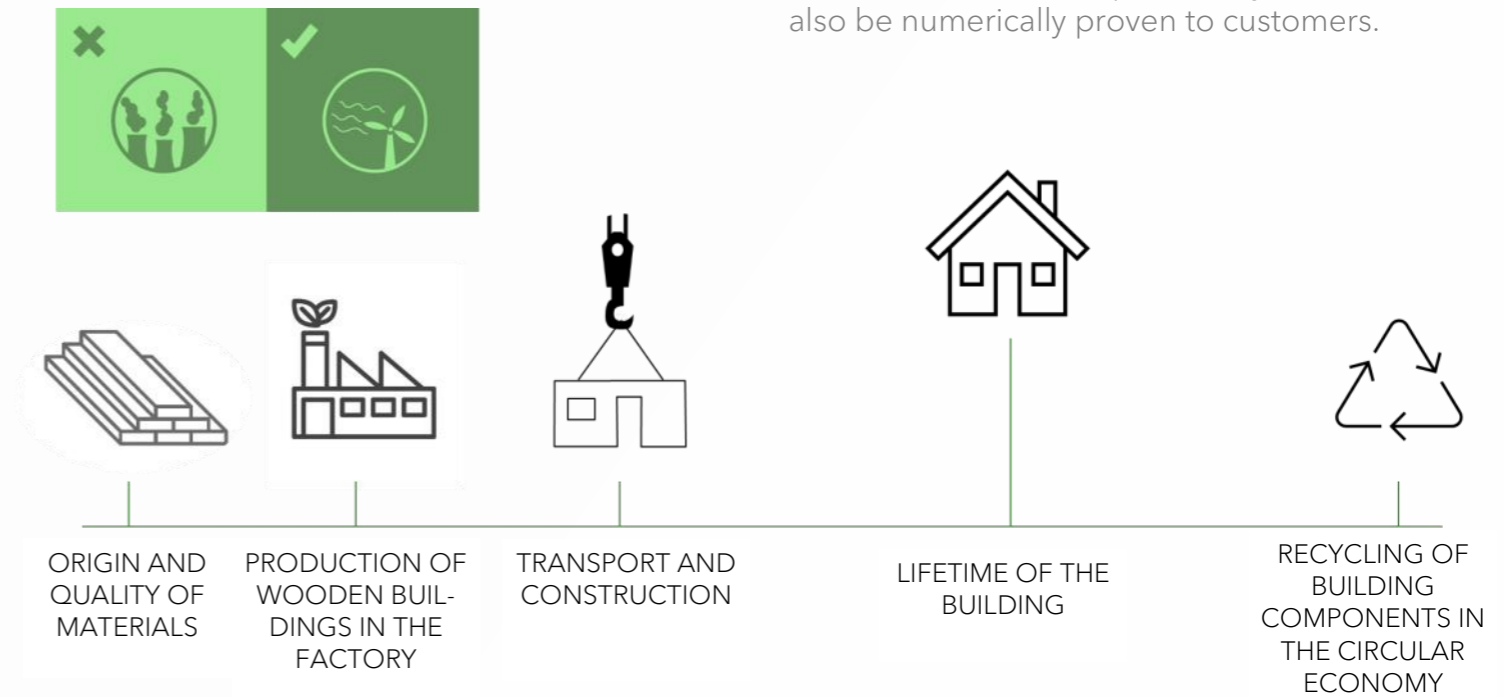 also be numerically proven to customers.
ORIGIN AND
QUALITY OF
MATERIALS
PRODUCTION OF
WOODEN BUIL-
DINGS IN THE
FACTORY
TRANSPORT AND
CONSTRUCTION
LIFETIME OF THE
BUILDING
RECYCLING OF
BUILDING
COMPONENTS IN
THE CIRCULAR
ECONOMY